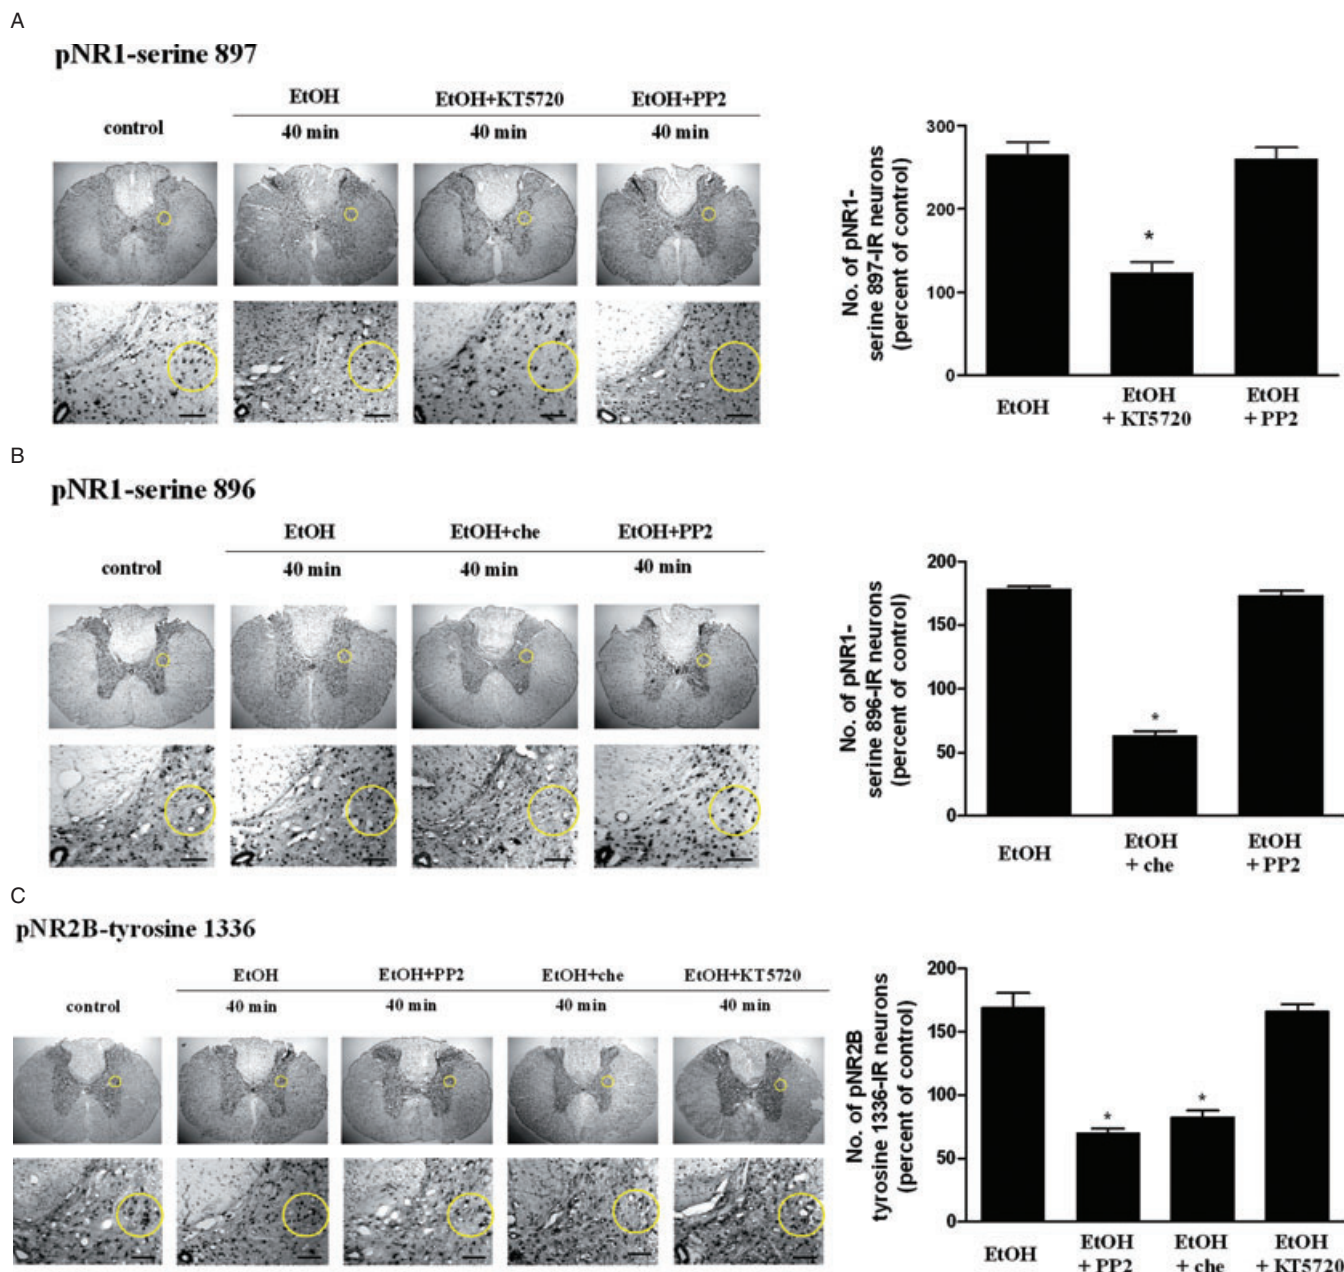 A
pNR1-serine 897
EtOH EtOH+KT5720 EtOH+PP2
control 40 min 40 min 40 min
No. of pNR1-
serine 897-IR neurons
(percent of control)
300
200
100
0
*
EtOH EtOH EtOH
+ KT5720 + PP2
B
pNR1-serine 896
EtOH EtOH+che EtOH+PP2
control 40 min 40 min 40 min
No. of pNR1-
serine 896-IR neurons
(percent of control)
200
150
100
50
0
*
EtOH EtOH EtOH
+ che + PP2
C
pNR2B-tyrosine 1336
EtOH EtOH+PP2 EtOH+che EtOH+KT5720
control 40 min 40 min 40 min 40 min
No. of pNR2B
tyrosine 1336-IR neurons
(percent of control)
200
150
100
50
0
* *
EtOH EtOH EtOH EtOH
+ PP2 + che + KT5720